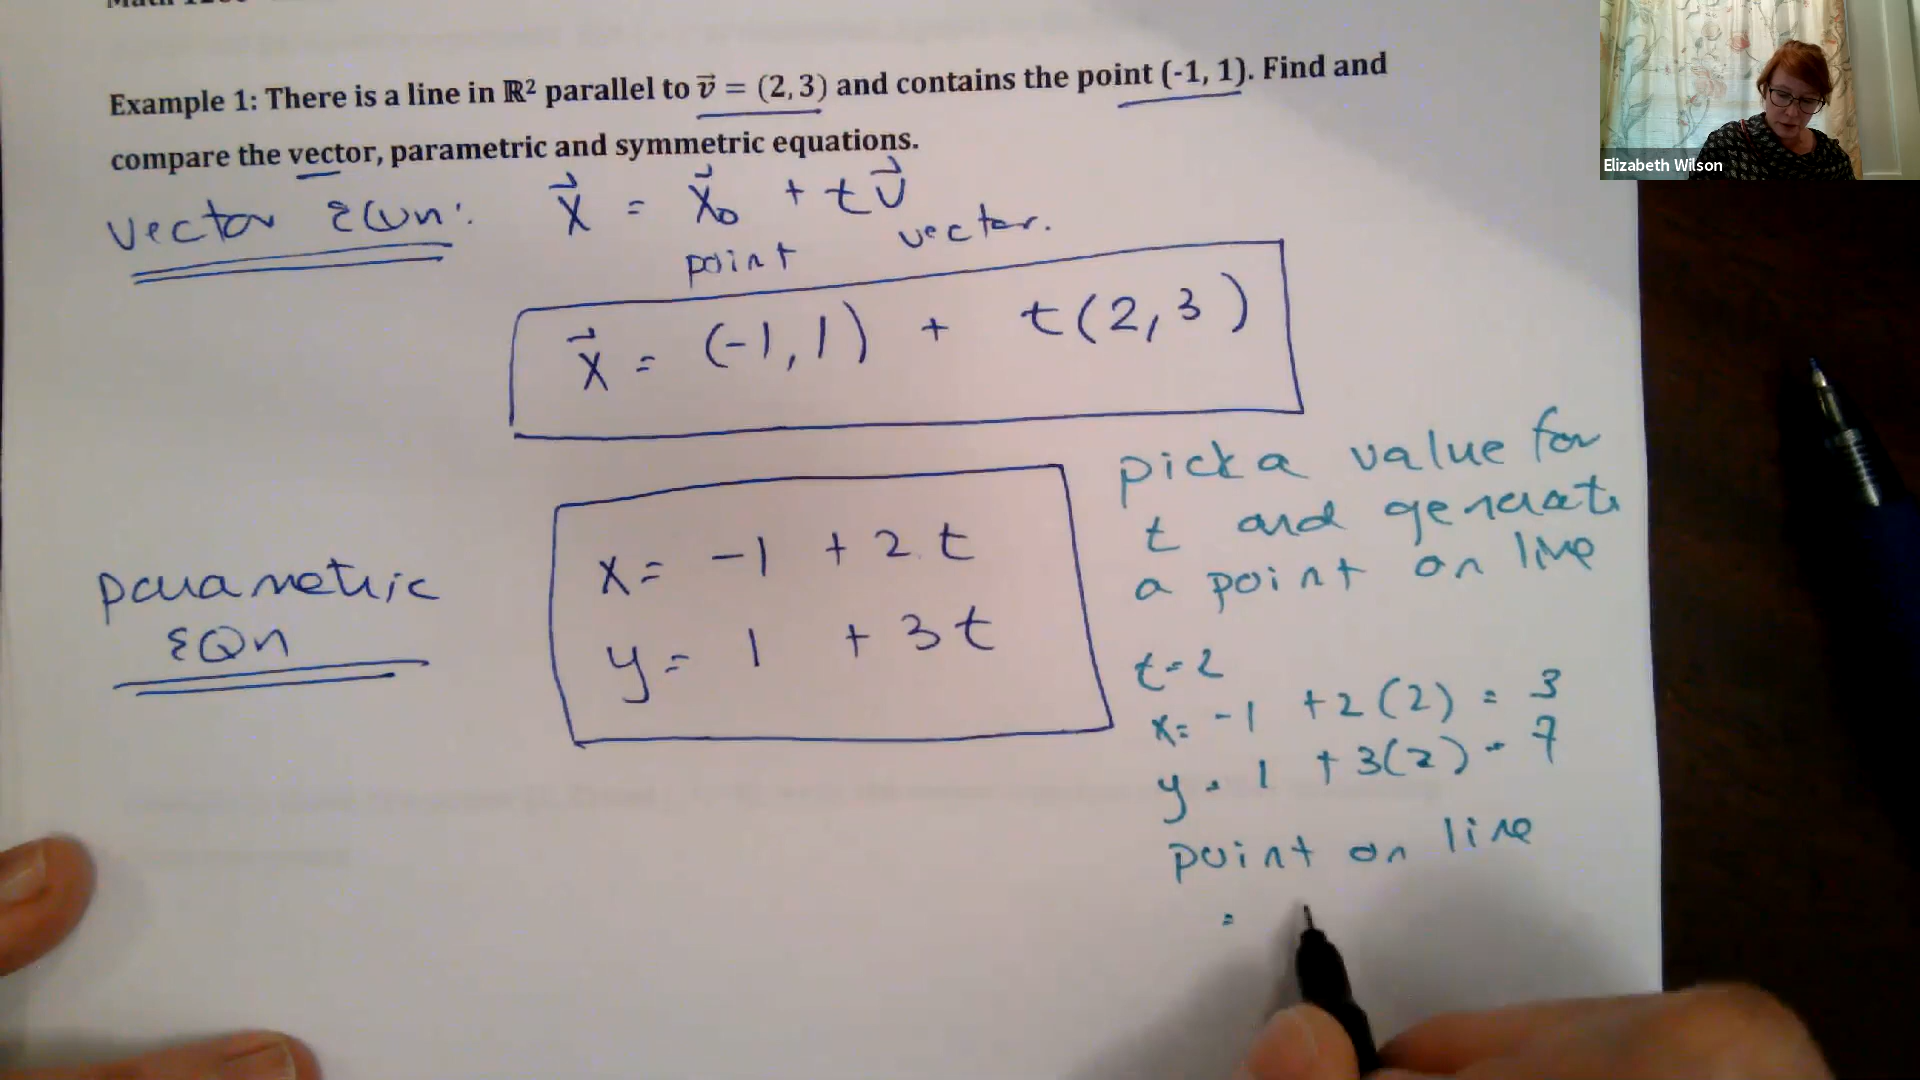 Example 1: There is a line in ℝ² parallel to v⃗ = (2, 3) and contains the point (-1, 1). Find and
compare the vector, parametric and symmetric equations.
Elizabeth Wilson
vector EQn: x⃗ = x⃗₀ + t v⃗
point vector.
x⃗ = (-1, 1) + t(2, 3)
parametric
EQn
x = -1 + 2t
y = 1 + 3t
pick a value for
t and generate
a point on line
t = 2
x = -1 + 2(2) = 3
y = 1 + 3(2) = 7
point on line
=